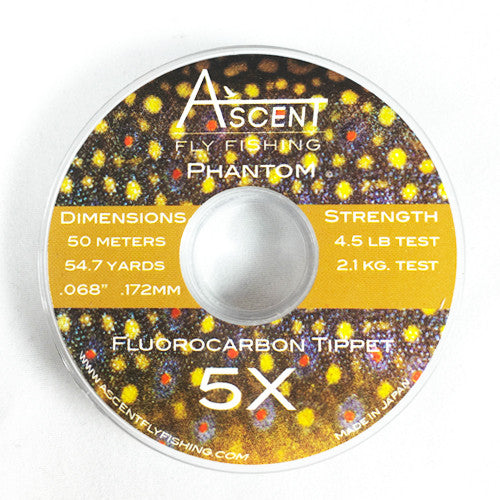 ASCENT
FLY FISHING
PHANTOM
DIMENSIONS
50 METERS
54.7 YARDS
.068" .172MM
STRENGTH
4.5 LB TEST
2.1 KG. TEST
FLUOROCARBON TIPPET
5X
WWW.ASCENTFLYFISHING.COM
MADE IN JAPAN